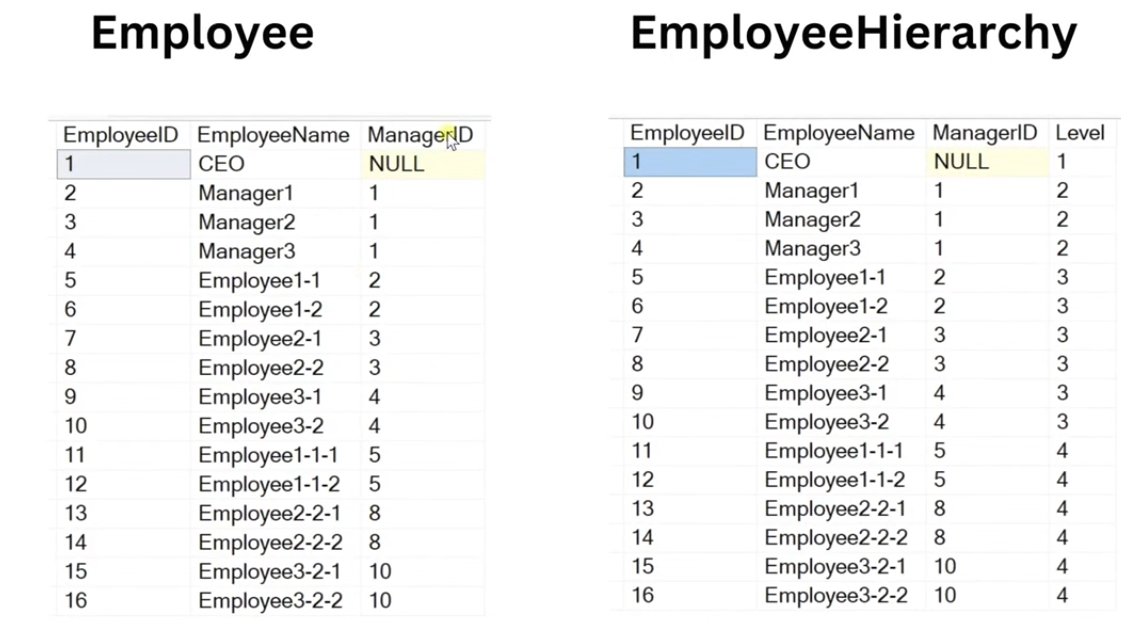 Employee
EmployeeID EmployeeName ManagerID
1 CEO NULL
2 Manager1 1
3 Manager2 1
4 Manager3 1
5 Employee1-1 2
6 Employee1-2 2
7 Employee2-1 3
8 Employee2-2 3
9 Employee3-1 4
10 Employee3-2 4
11 Employee1-1-1 5
12 Employee1-1-2 5
13 Employee2-2-1 8
14 Employee2-2-2 8
15 Employee3-2-1 10
16 Employee3-2-2 10
EmployeeHierarchy
EmployeeID EmployeeName ManagerID Level
1 CEO NULL 1
2 Manager1 1 2
3 Manager2 1 2
4 Manager3 1 2
5 Employee1-1 2 3
6 Employee1-2 2 3
7 Employee2-1 3 3
8 Employee2-2 3 3
9 Employee3-1 4 3
10 Employee3-2 4 3
11 Employee1-1-1 5 4
12 Employee1-1-2 5 4
13 Employee2-2-1 8 4
14 Employee2-2-2 8 4
15 Employee3-2-1 10 4
16 Employee3-2-2 10 4